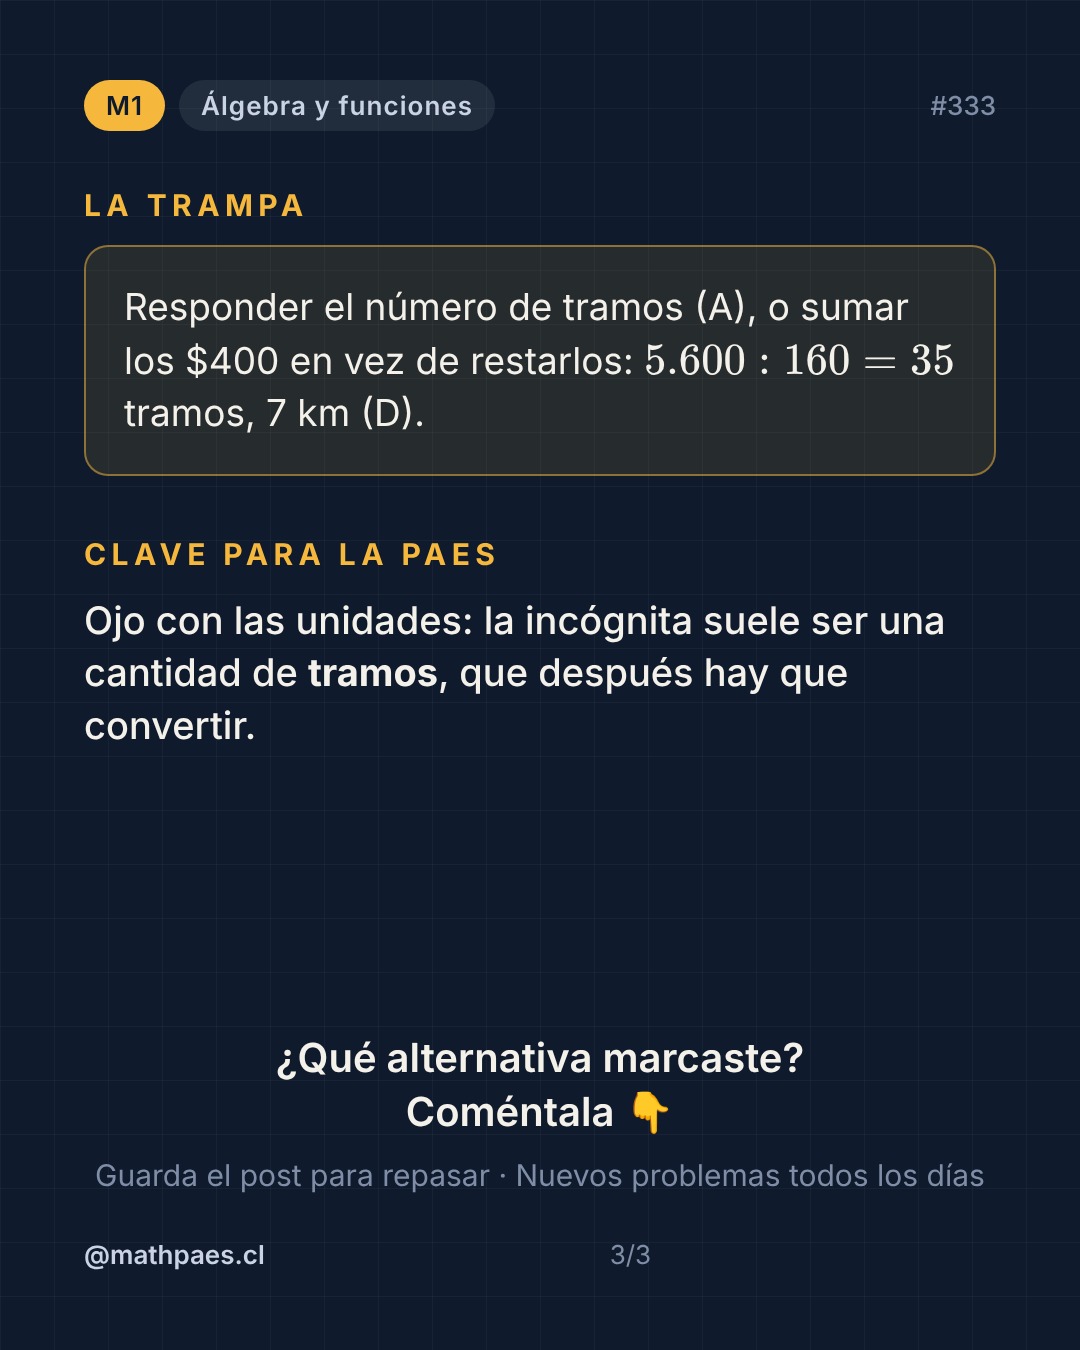 M1 Álgebra y funciones #333
LA TRAMPA
Responder el número de tramos (A), o sumar
los $400 en vez de restarlos: 5.600 : 160 = 35
tramos, 7 km (D).
CLAVE PARA LA PAES
Ojo con las unidades: la incógnita suele ser una
cantidad de tramos, que después hay que
convertir.
¿Qué alternativa marcaste?
Coméntala 👇
Guarda el post para repasar · Nuevos problemas todos los días
@mathpaes.cl 3/3